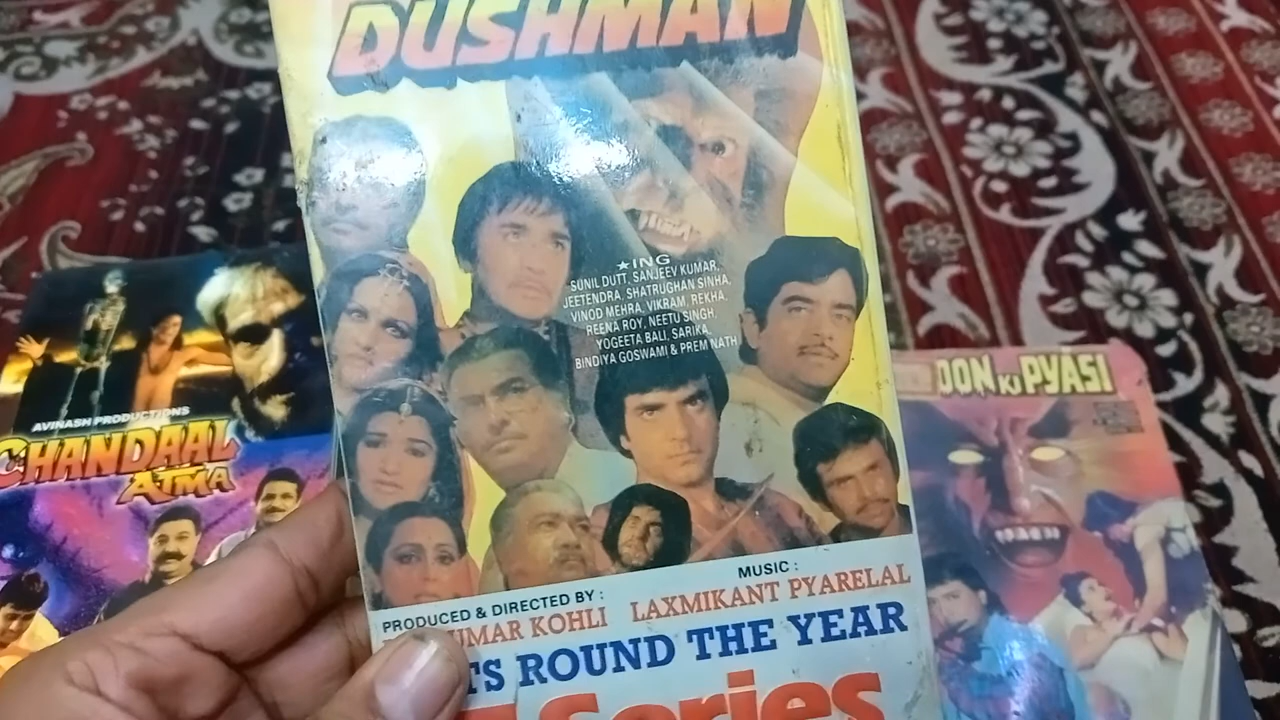 DUSHMAN
★ING
SUNIL DUTT, SANJEEV KUMAR,
JEETENDRA, SHATRUGHAN SINHA,
VINOD MEHRA, VIKRAM, REKHA,
REENA ROY, NEETU SINGH,
YOGEETA BALI, SARIKA,
BINDIYA GOSWAMI & PREM NATH
MUSIC :
PRODUCED & DIRECTED BY : LAXMIKANT PYARELAL
KUMAR KOHLI
TS ROUND THE YEAR
Series
AVINASH PRODUCTIONS
CHANDAAL
ATMA
KI PYASI